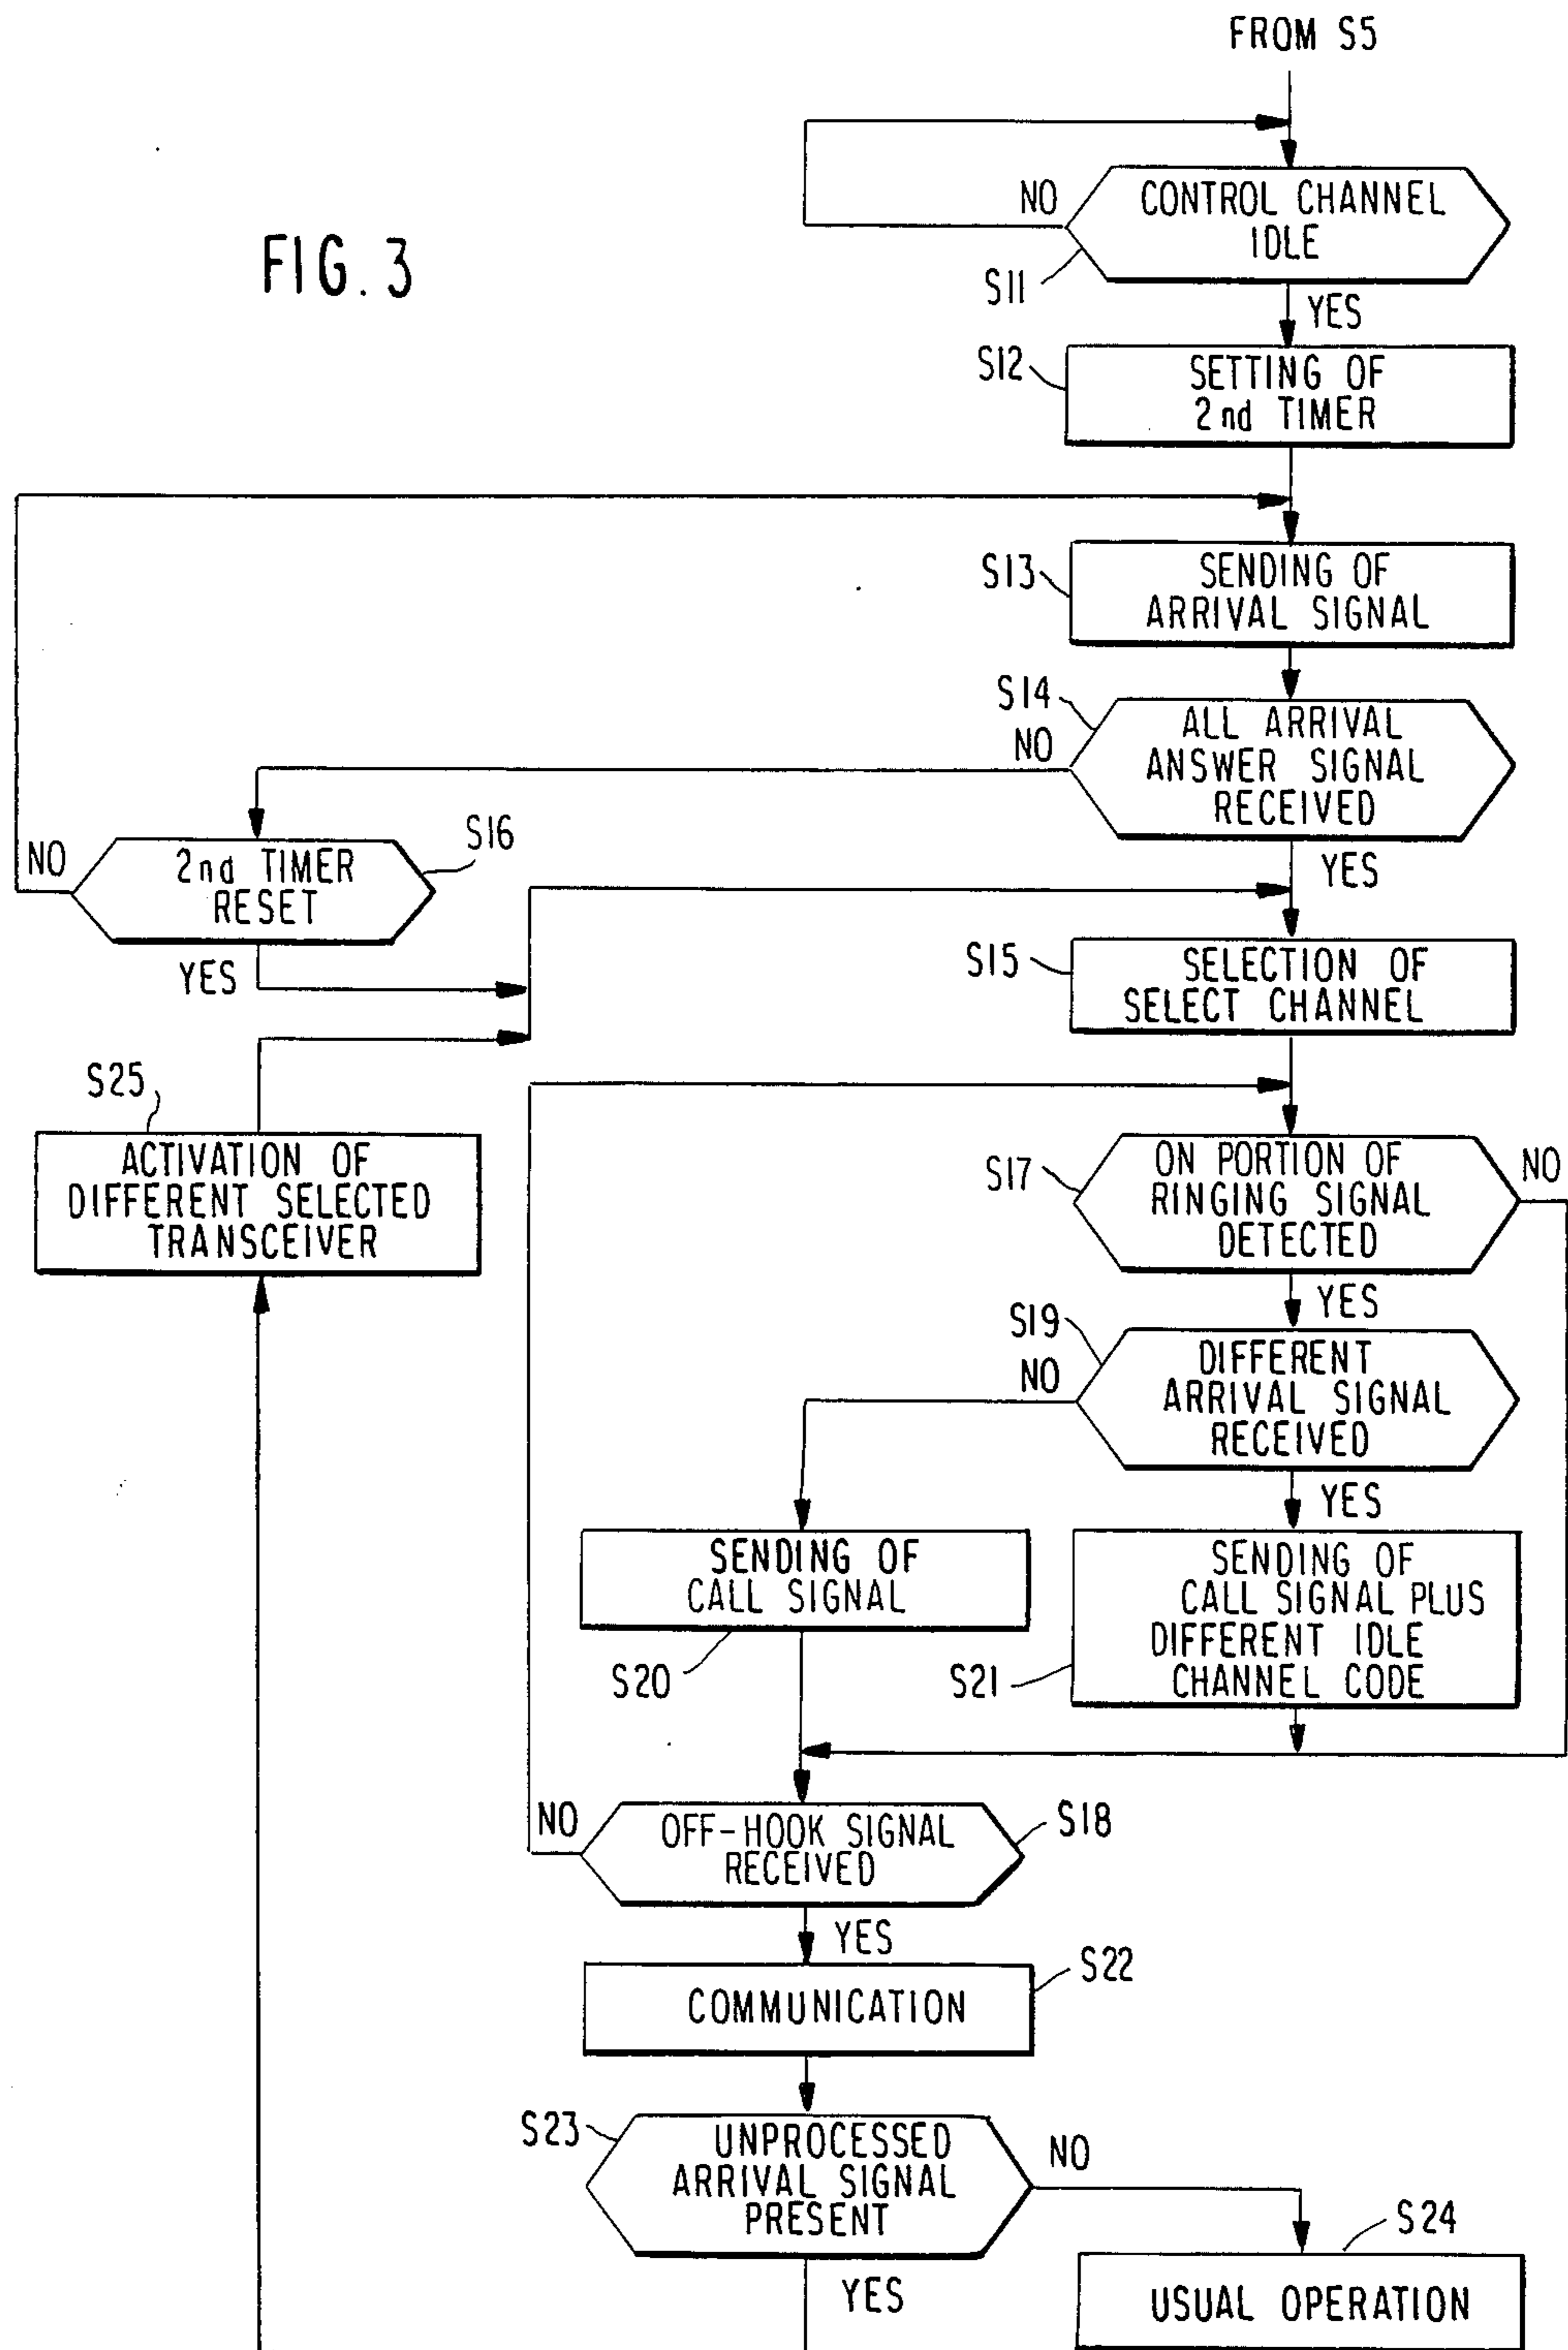 FROM S5
FIG. 3
NO
CONTROL CHANNEL
IDLE
S11
YES
S12
SETTING OF
2nd TIMER
S13
SENDING OF
ARRIVAL SIGNAL
S14
NO
ALL ARRIVAL
ANSWER SIGNAL
RECEIVED
YES
NO
2nd TIMER
RESET
S16
YES
S15
SELECTION OF
SELECT CHANNEL
S25
ACTIVATION OF
DIFFERENT SELECTED
TRANSCEIVER
S17
ON PORTION OF
RINGING SIGNAL
DETECTED
NO
YES
S19
NO
DIFFERENT
ARRIVAL SIGNAL
RECEIVED
YES
SENDING OF
CALL SIGNAL
S20
SENDING OF
CALL SIGNAL PLUS
DIFFERENT IDLE
CHANNEL CODE
S21
NO
OFF-HOOK SIGNAL
RECEIVED
S18
YES
COMMUNICATION
S22
S23
UNPROCESSED
ARRIVAL SIGNAL
PRESENT
NO
YES
S24
USUAL OPERATION